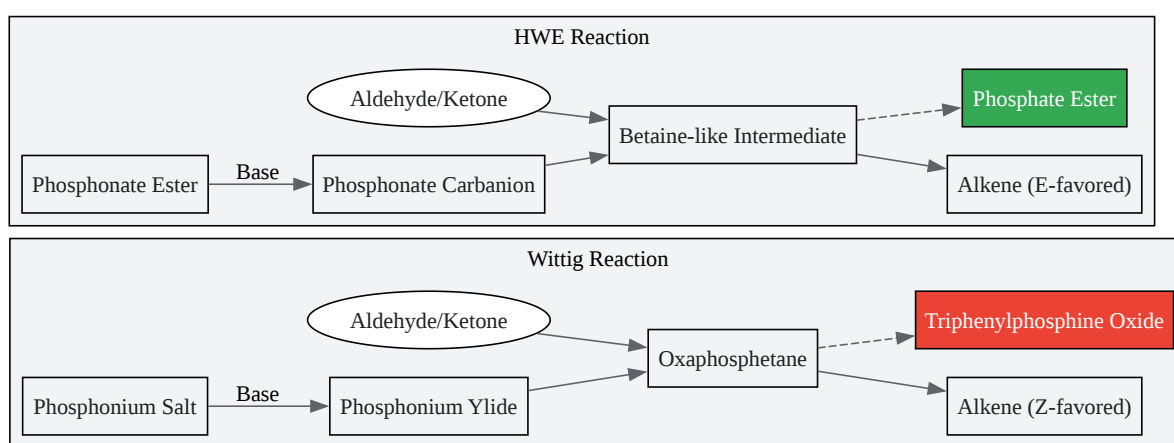 HWE Reaction
Aldehyde/Ketone
Phosphate Ester
Betaine-like Intermediate
Phosphonate Ester
Base
Phosphonate Carbanion
Alkene (E-favored)
Wittig Reaction
Aldehyde/Ketone
Triphenylphosphine Oxide
Oxaphosphetane
Phosphonium Salt
Base
Phosphonium Ylide
Alkene (Z-favored)